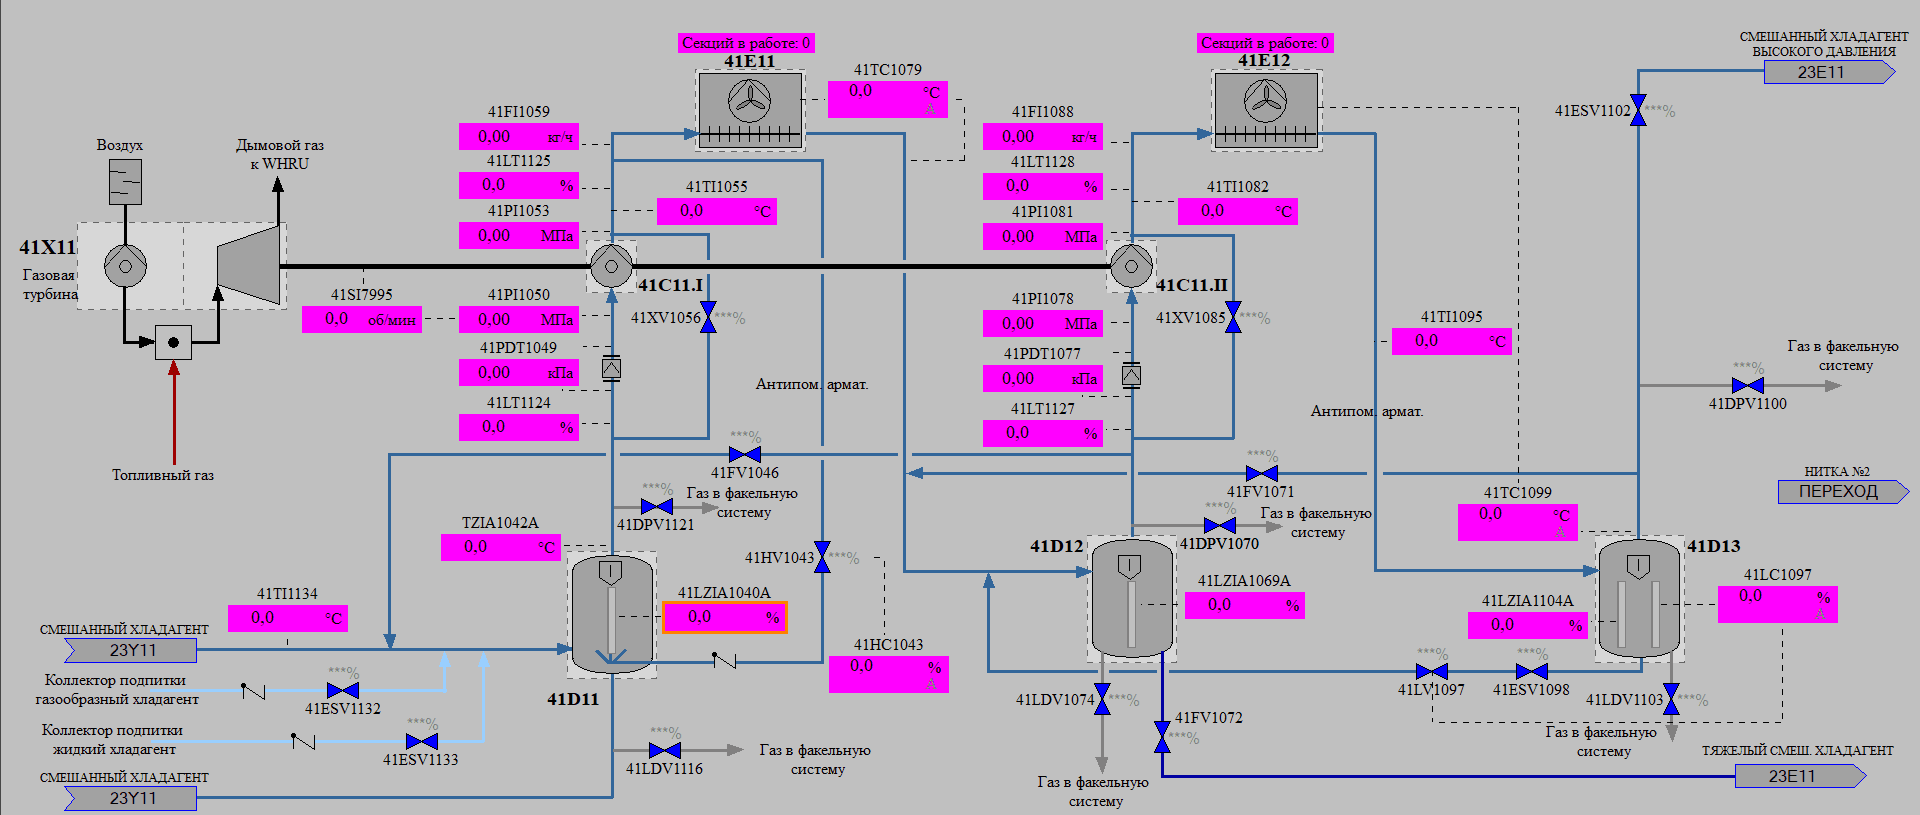 Секций в работе: 0
41E11
41TC1079
0,0 °C
A
Секций в работе: 0
41E12
СМЕШАННЫЙ ХЛАДАГЕНТ
ВЫСОКОГО ДАВЛЕНИЯ
23E11
41ESV1102
***%
41FI1059
0,00 кг/ч
41LT1125
0,0 %
41PI1053
0,00 МПа
41TI1055
0,0 °C
41FI1088
0,00 кг/ч
41LT1128
0,0 %
41PI1081
0,00 МПа
41TI1082
0,0 °C
Воздух
Дымовой газ
к WHRU
41X11
Газовая
турбина
Топливный газ
41SI7995
0,0 об/мин
41C11.I
41PI1050
0,00 МПа
41PDT1049
0,00 кПа
41LT1124
0,0 %
41XV1056
***%
Антипом. армат.
41C11.II
41PI1078
0,00 МПа
41PDT1077
0,00 кПа
41LT1127
0,0 %
41XV1085
***%
41TI1095
0,0 °C
Антипом. армат.
Газ в факельную
систему
***%
41DPV1100
***%
41FV1046
***%
41FV1071
НИТКА №2
ПЕРЕХОД
***%
41DPV1121
Газ в факельную
систему
***%
41DPV1070
Газ в факельную
систему
41TC1099
0,0 °C
A
TZIA1042A
0,0 °C
41HV1043
***%
41D12
41D13
41LZIA1040A
0,0 %
41LZIA1069A
0,0 %
41LZIA1104A
0,0 %
41LC1097
0,0 %
A
41TI1134
0,0 °C
СМЕШАННЫЙ ХЛАДАГЕНТ
23Y11
41HC1043
0,0 %
A
Коллектор подпитки
газообразный хладагент
***%
41ESV1132
41D11
Коллектор подпитки
жидкий хладагент
***%
41ESV1133
***%
41LDV1116
Газ в факельную
систему
СМЕШАННЫЙ ХЛАДАГЕНТ
23Y11
41LDV1074
***%
41FV1072
***%
Газ в факельную
систему
***%
41LV1097
***%
41ESV1098
41LDV1103
***%
Газ в факельную
систему
ТЯЖЕЛЫЙ СМЕШ. ХЛАДАГЕНТ
23E11